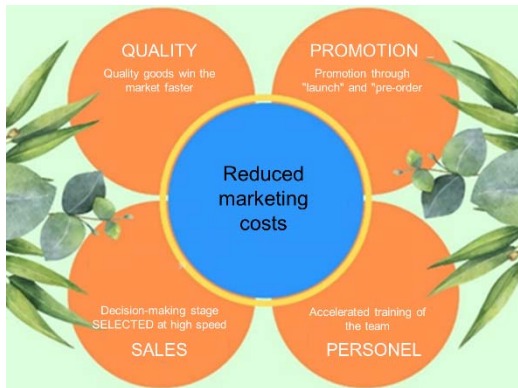 QUALITY
Quality goods win the
market faster
PROMOTION
Promotion through
"launch" and "pre-order
Reduced
marketing
costs
Decision-making stage
SELECTED at high speed
SALES
Accelerated training of
the team
PERSONEL